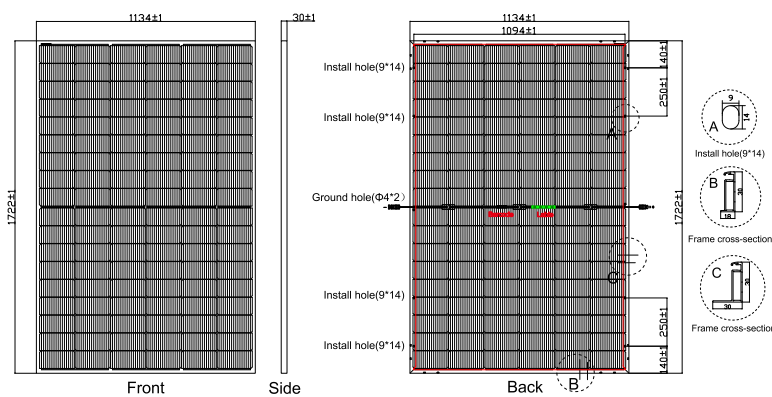 1134±1
30±1
1134±1
1094±1
Install hole(9*14)
140±1
250±1
9
14
A
Install hole(9*14)
A
Install hole(9*14)
B
30
18
Ground hole(Φ4*2）
1722±1
1722±1
Frame cross-section
C
C
30
30
Install hole(9*14)
250±1
Frame cross-section
Install hole(9*14)
140±1
Front
Side
Back
B